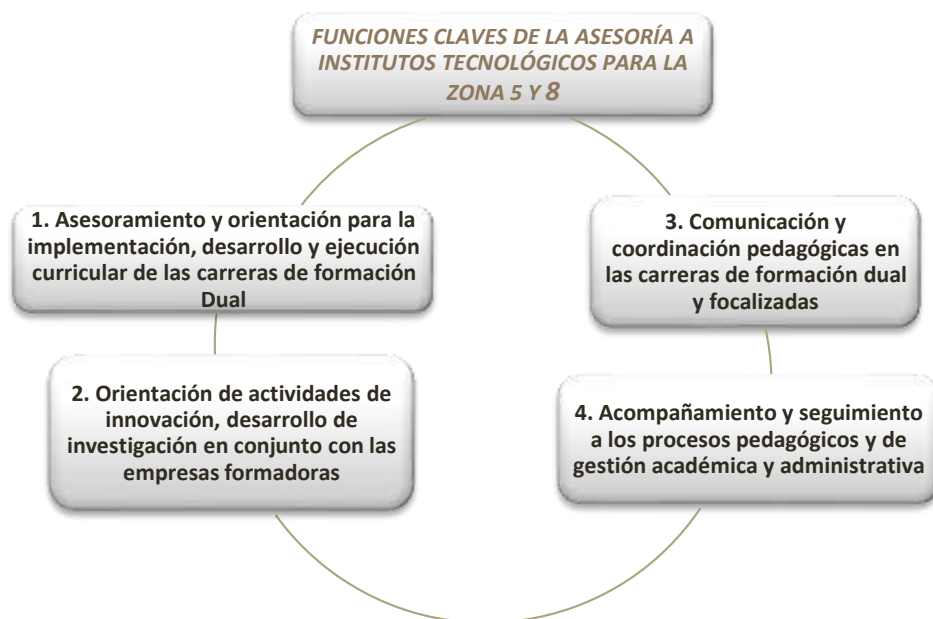 FUNCIONES CLAVES DE LA ASESORÍA A
INSTITUTOS TECNOLÓGICOS PARA LA
ZONA 5 Y 8
1. Asesoramiento y orientación para la
implementación, desarrollo y ejecución
curricular de las carreras de formación
Dual
2. Orientación de actividades de
innovación, desarrollo de
investigación en conjunto con las
empresas formadoras
3. Comunicación y
coordinación pedagógicas en
las carreras de formación dual
y focalizadas
4. Acompañamiento y seguimiento
a los procesos pedagógicos y de
gestión académica y administrativa